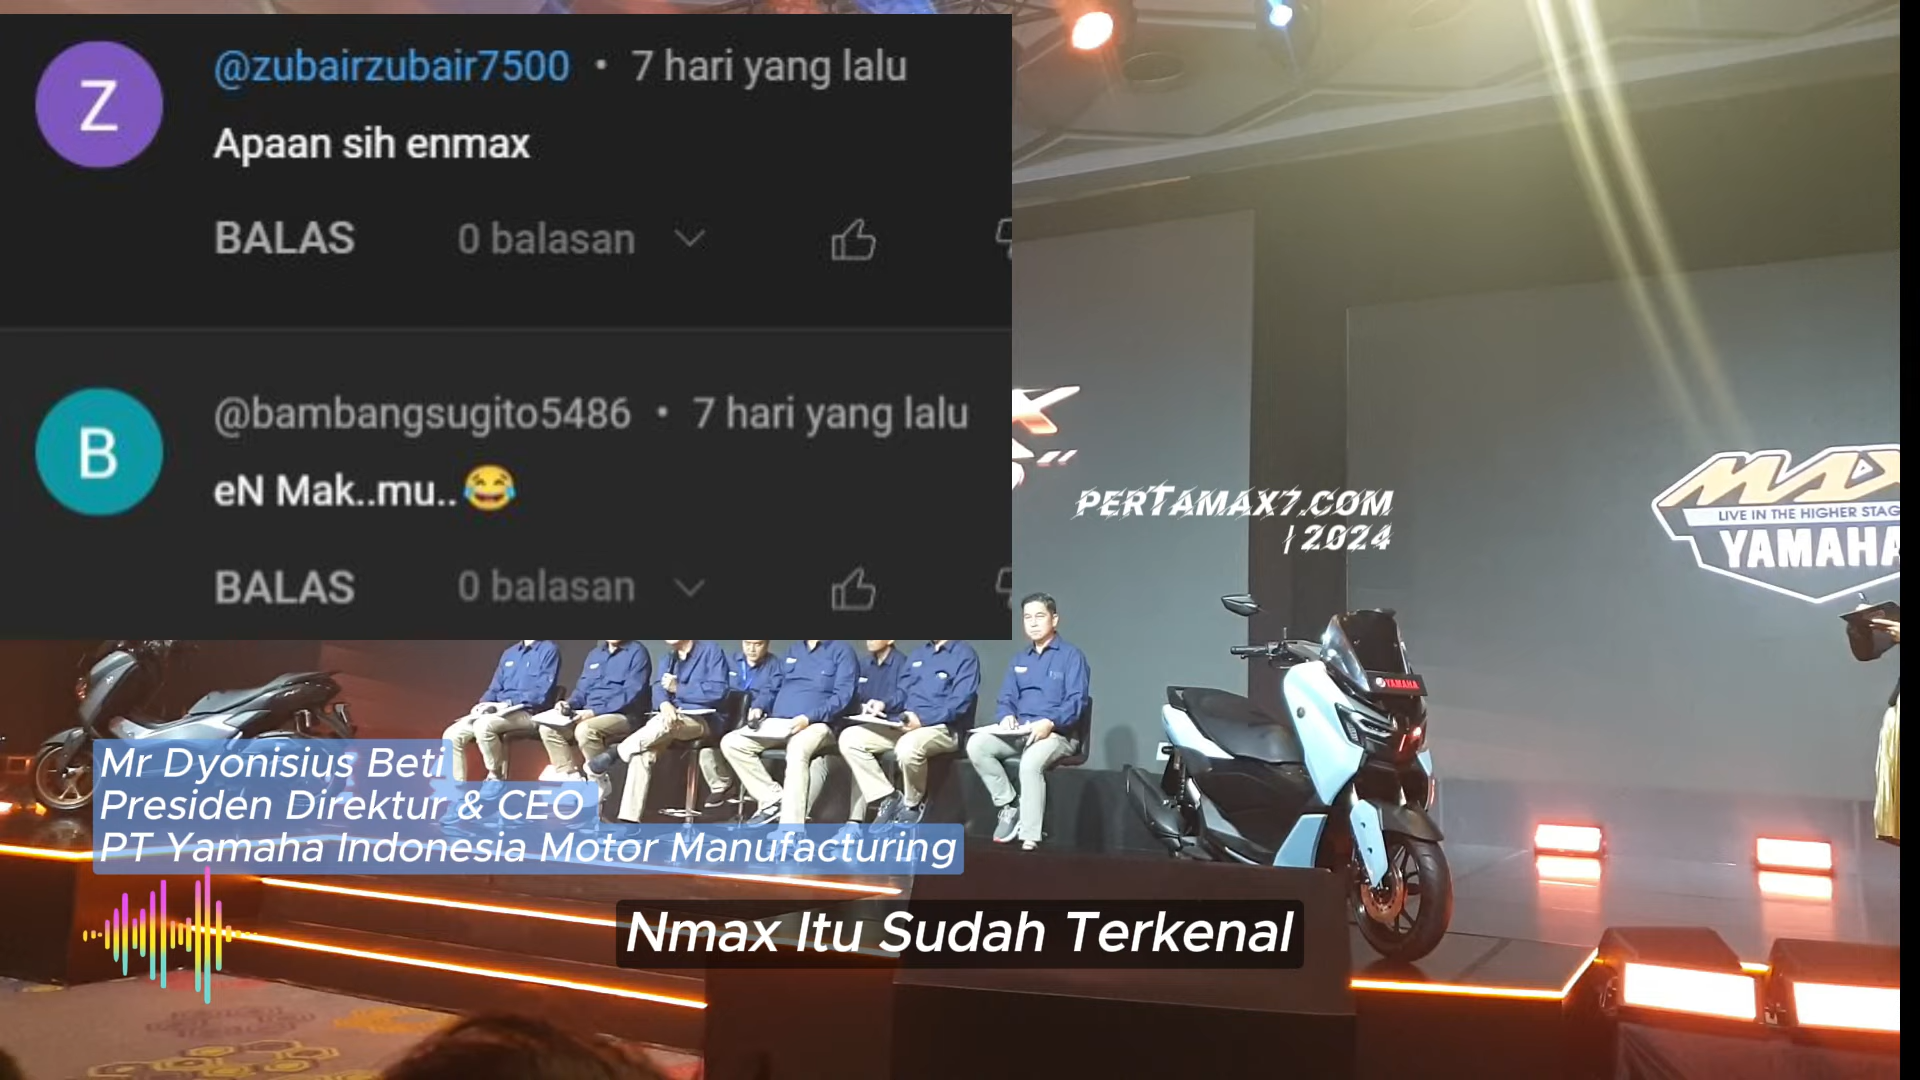 Z
@zubairzubair7500 • 7 hari yang lalu
Apaan sih enmax
BALAS 0 balasan
B
@bambangsugito5486 • 7 hari yang lalu
eN Mak..mu..😂
BALAS 0 balasan
PERTAMAX7.COM
| 2024
MAX
LIVE IN THE HIGHER STAG
YAMAHA
YAMAHA
Mr Dyonisius Beti
Presiden Direktur & CEO
PT Yamaha Indonesia Motor Manufacturing
Nmax Itu Sudah Terkenal